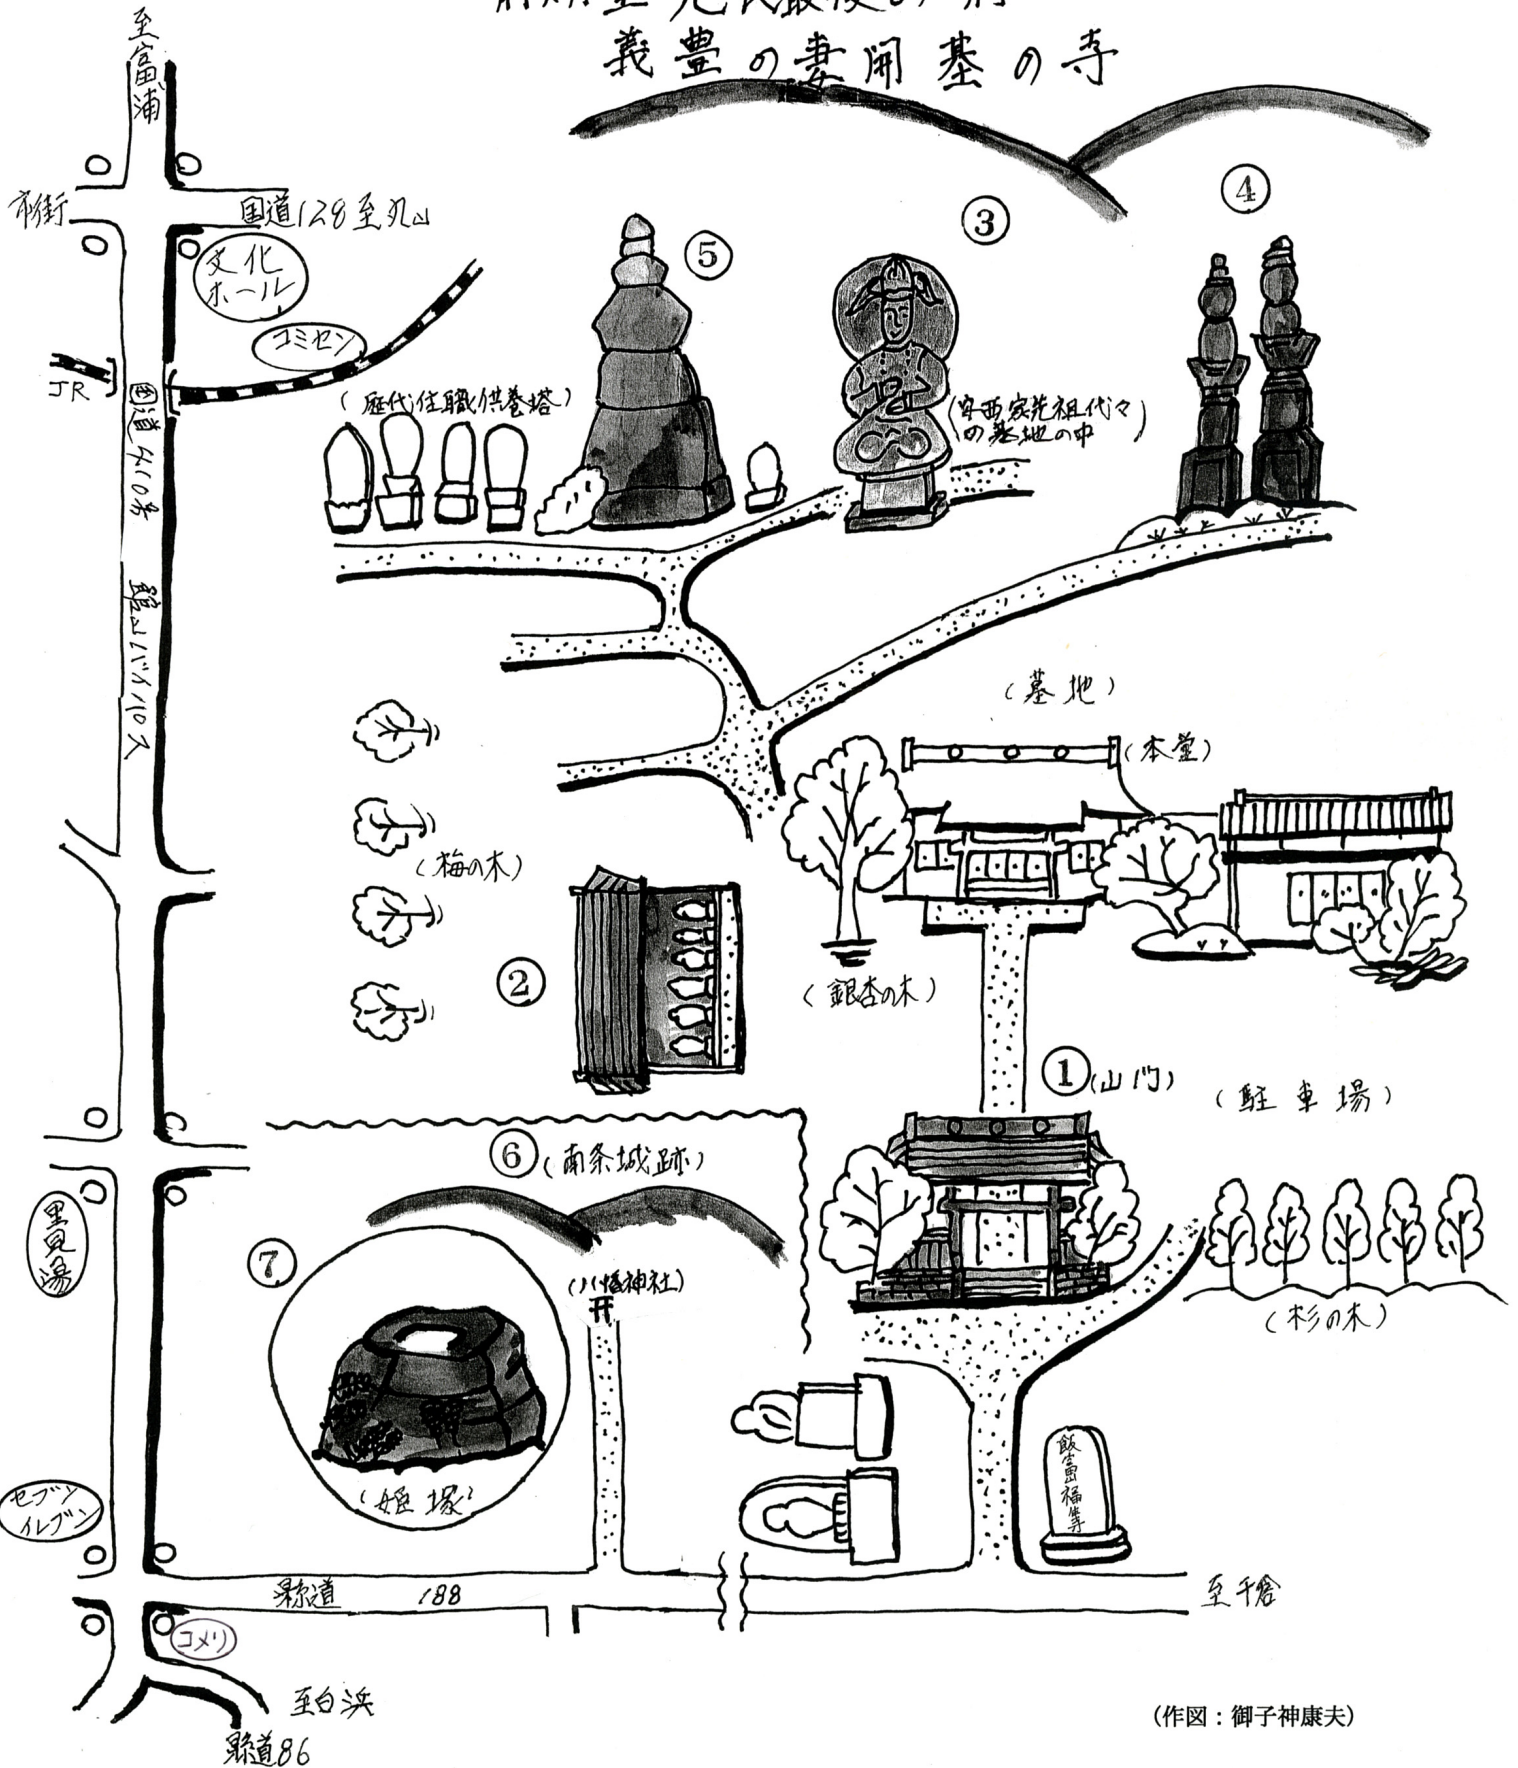 義豊の妻開基の寺
至富浦
④
③
市街
国道128至丸山
⑤
文化
ホール
コミセン
JR
国道410号
(歴代住職供養塔)
(安西家先祖代々
の墓地の中)
館山バイパス
(墓地)
(本堂)
(梅の木)
②
(銀杏の木)
①(山門)
(駐車場)
⑥(南条城跡)
里見の湯
⑦
(八幡神社)
(杉の木)
(姫塚)
飯富山福生寺
セブン
イレブン
県道 188
至千倉
コメリ
至白浜
県道86
(作図:御子神康夫)